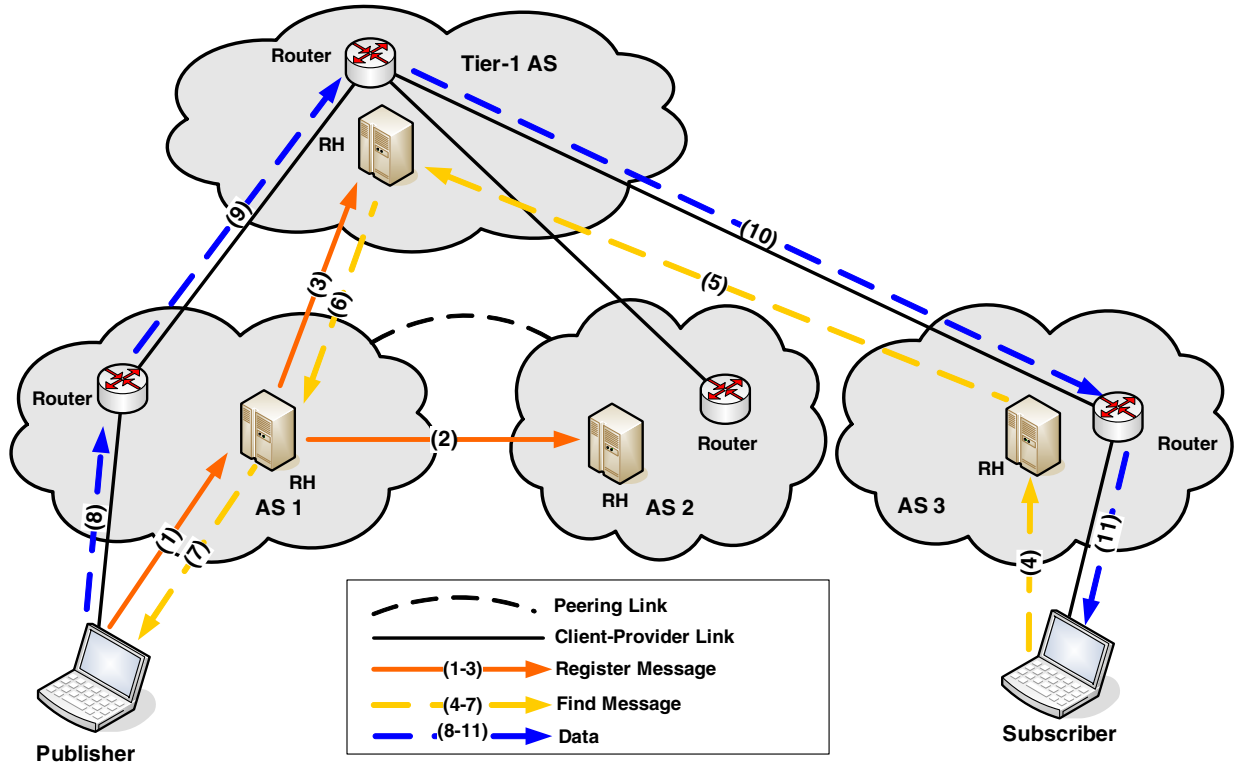 Router
Tier-1 AS
RH
(9)
(10)
(3)
(5)
(6)
Router
Router
Router
(2)
RH
RH
RH
AS 1
AS 2
AS 3
(8)
(1)
(7)
(4)
(11)
Peering Link
Client-Provider Link
(1-3) Register Message
(4-7) Find Message
(8-11) Data
Publisher
Subscriber